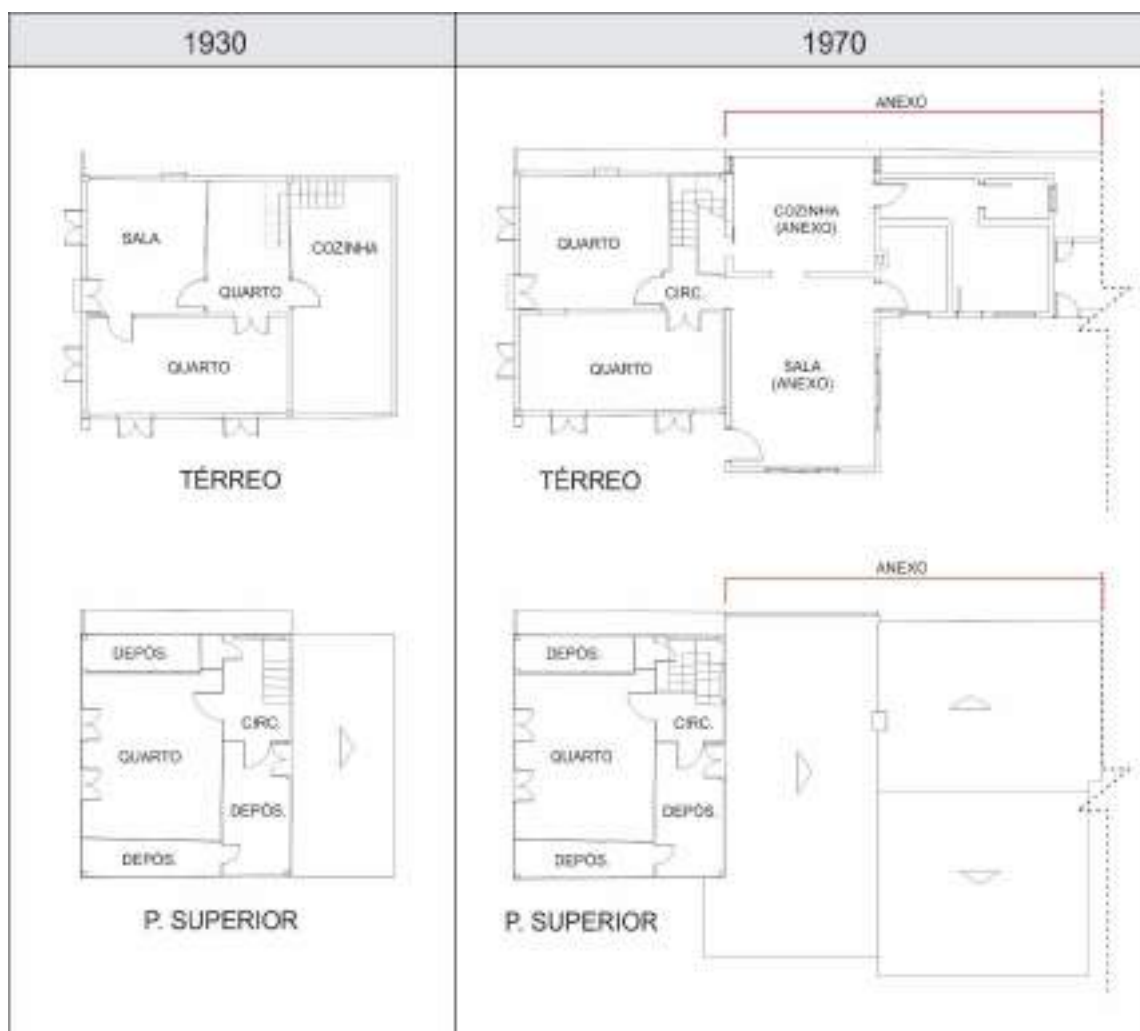 1930
1970
SALA
COZINHA
QUARTO
QUARTO
TÉRREO
ANEXO
QUARTO
COZINHA
(ANEXO)
CIRC.
QUARTO
SALA
(ANEXO)
TÉRREO
DEPÓS.
CIRC.
QUARTO
DEPÓS.
DEPÓS.
P. SUPERIOR
ANEXO
DEPÓS.
CIRC.
QUARTO
DEPÓS.
DEPÓS.
P. SUPERIOR